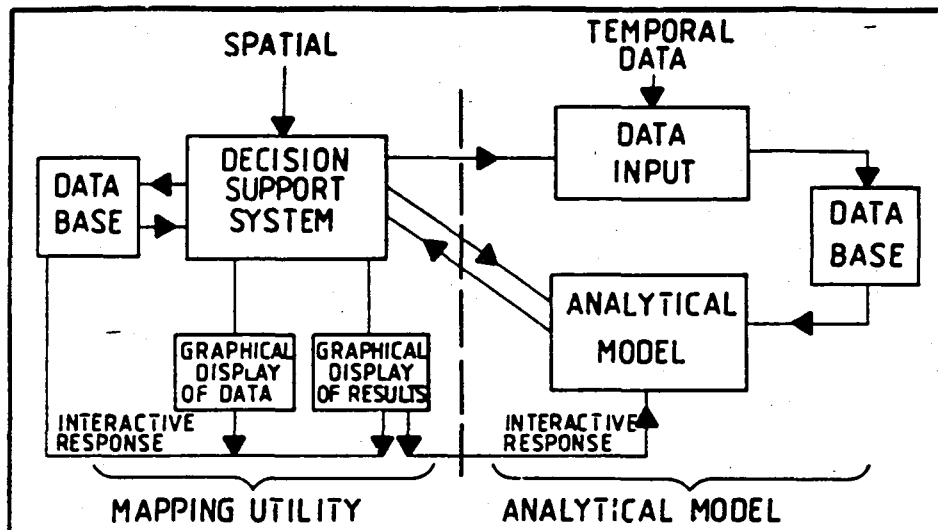 SPATIAL
TEMPORAL
DATA
DECISION
SUPPORT
SYSTEM
DATA
BASE
DATA
INPUT
DATA
BASE
ANALYTICAL
MODEL
GRAPHICAL
DISPLAY
OF DATA
GRAPHICAL
DISPLAY
OF RESULTS
INTERACTIVE
RESPONSE
INTERACTIVE
RESPONSE
MAPPING UTILITY
ANALYTICAL MODEL